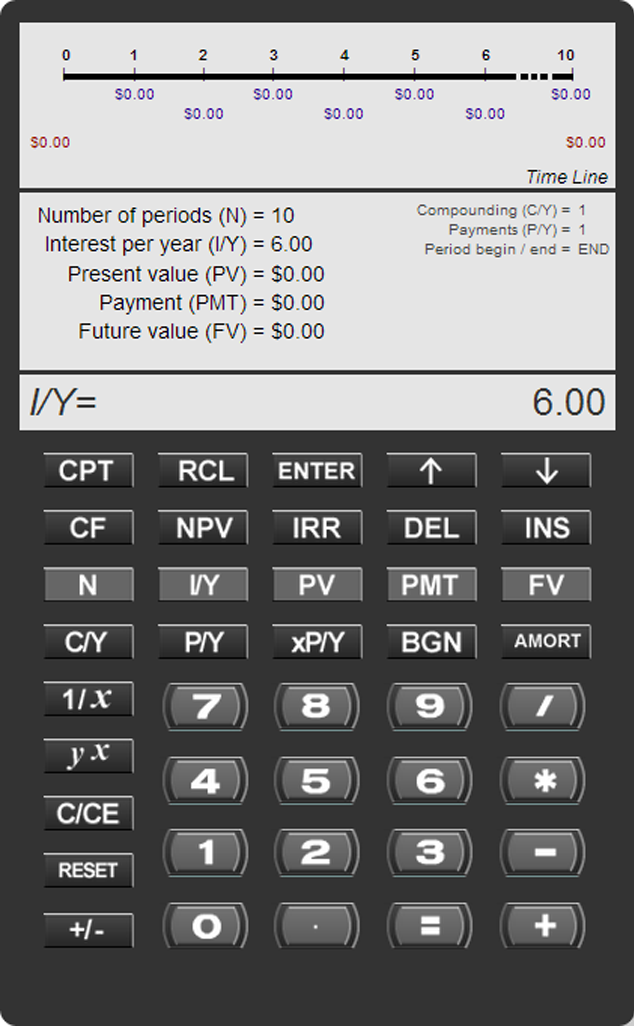 0 1 2 3 4 5 6 10
$0.00 $0.00 $0.00 $0.00
$0.00 $0.00 $0.00
$0.00 $0.00
Time Line
Number of periods (N) = 10
Interest per year (I/Y) = 6.00
Present value (PV) = $0.00
Payment (PMT) = $0.00
Future value (FV) = $0.00
Compounding (C/Y) = 1
Payments (P/Y) = 1
Period begin / end = END
I/Y= 6.00
CPT RCL ENTER ↑ ↓
CF NPV IRR DEL INS
N I/Y PV PMT FV
C/Y P/Y xP/Y BGN AMORT
1/x 7 8 9 /
y x 4 5 6 *
C/CE 1 2 3 -
RESET
+/- 0 . = +